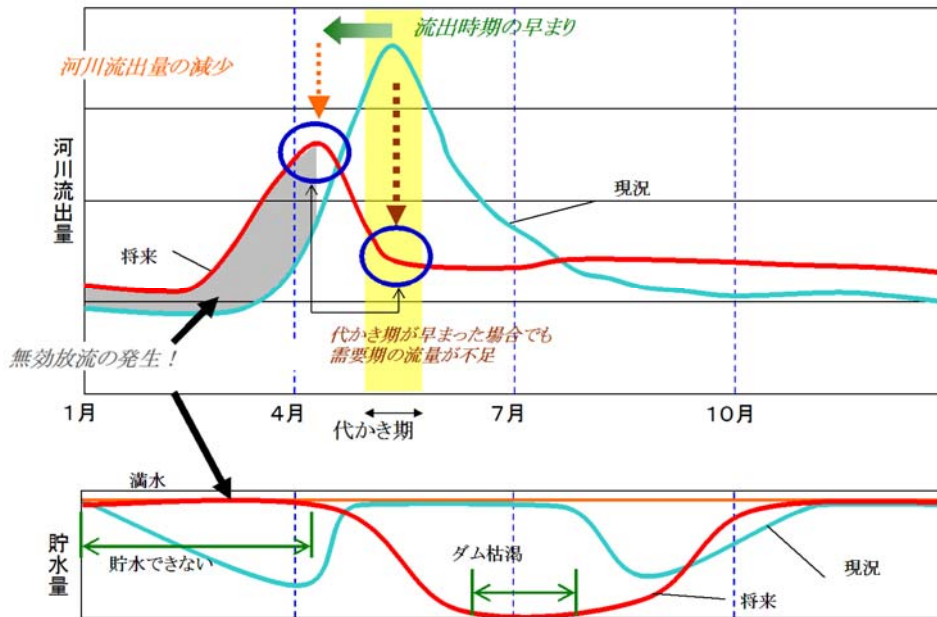 流出時期の早まり
河川流出量の減少
河川流出量
現況
将来
無効放流の発生!
代かき期が早まった場合でも
需要期の流量が不足
1月
4月
7月
10月
代かき期
満水
貯水量
貯水できない
ダム枯渇
現況
将来